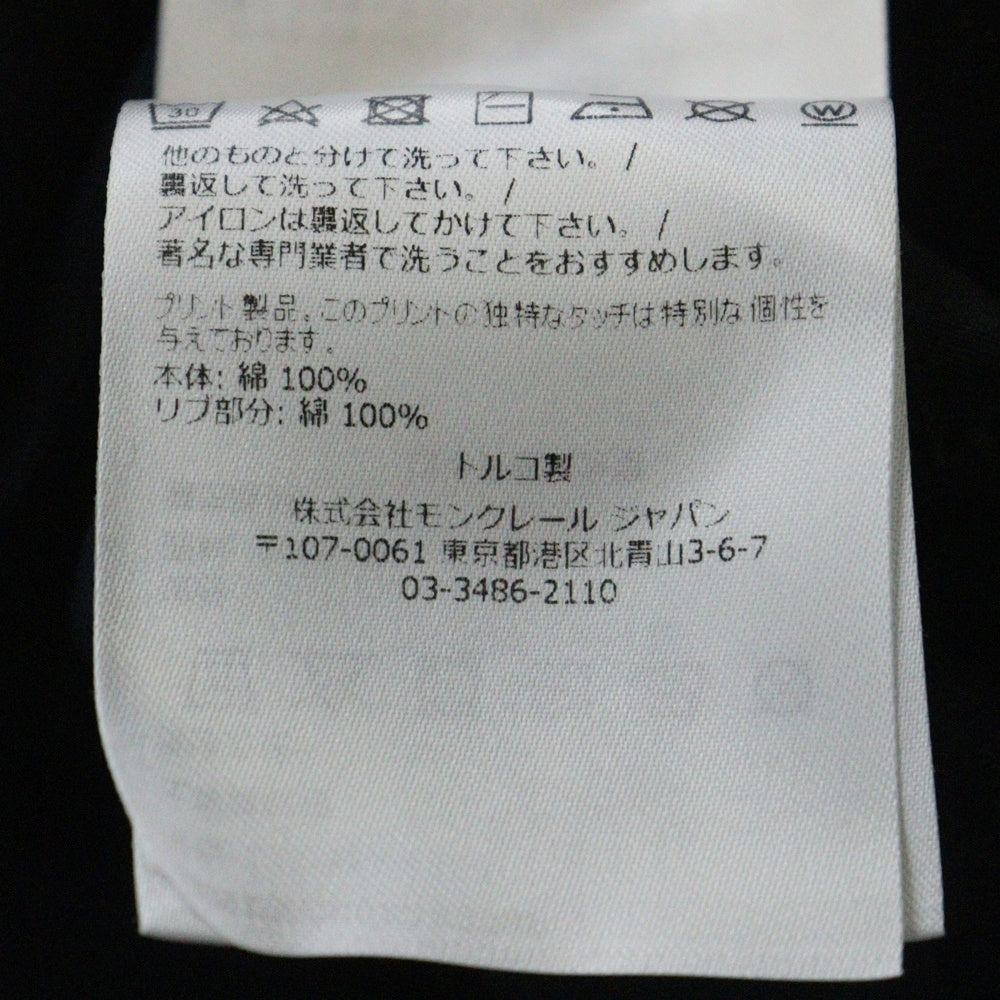 30
W
他のものと分けて洗って下さい。 /
裏返して洗って下さい。 /
アイロンは裏返してかけて下さい。 /
著名な専門業者で洗うことをおすすめします。
プリント製品。このプリントの独特なタッチは特別な個性を
与えております。
本体: 綿 100%
リブ部分: 綿 100%
トルコ製
株式会社モンクレール ジャパン
〒107-0061 東京都港区北青山3-6-7
03-3486-2110